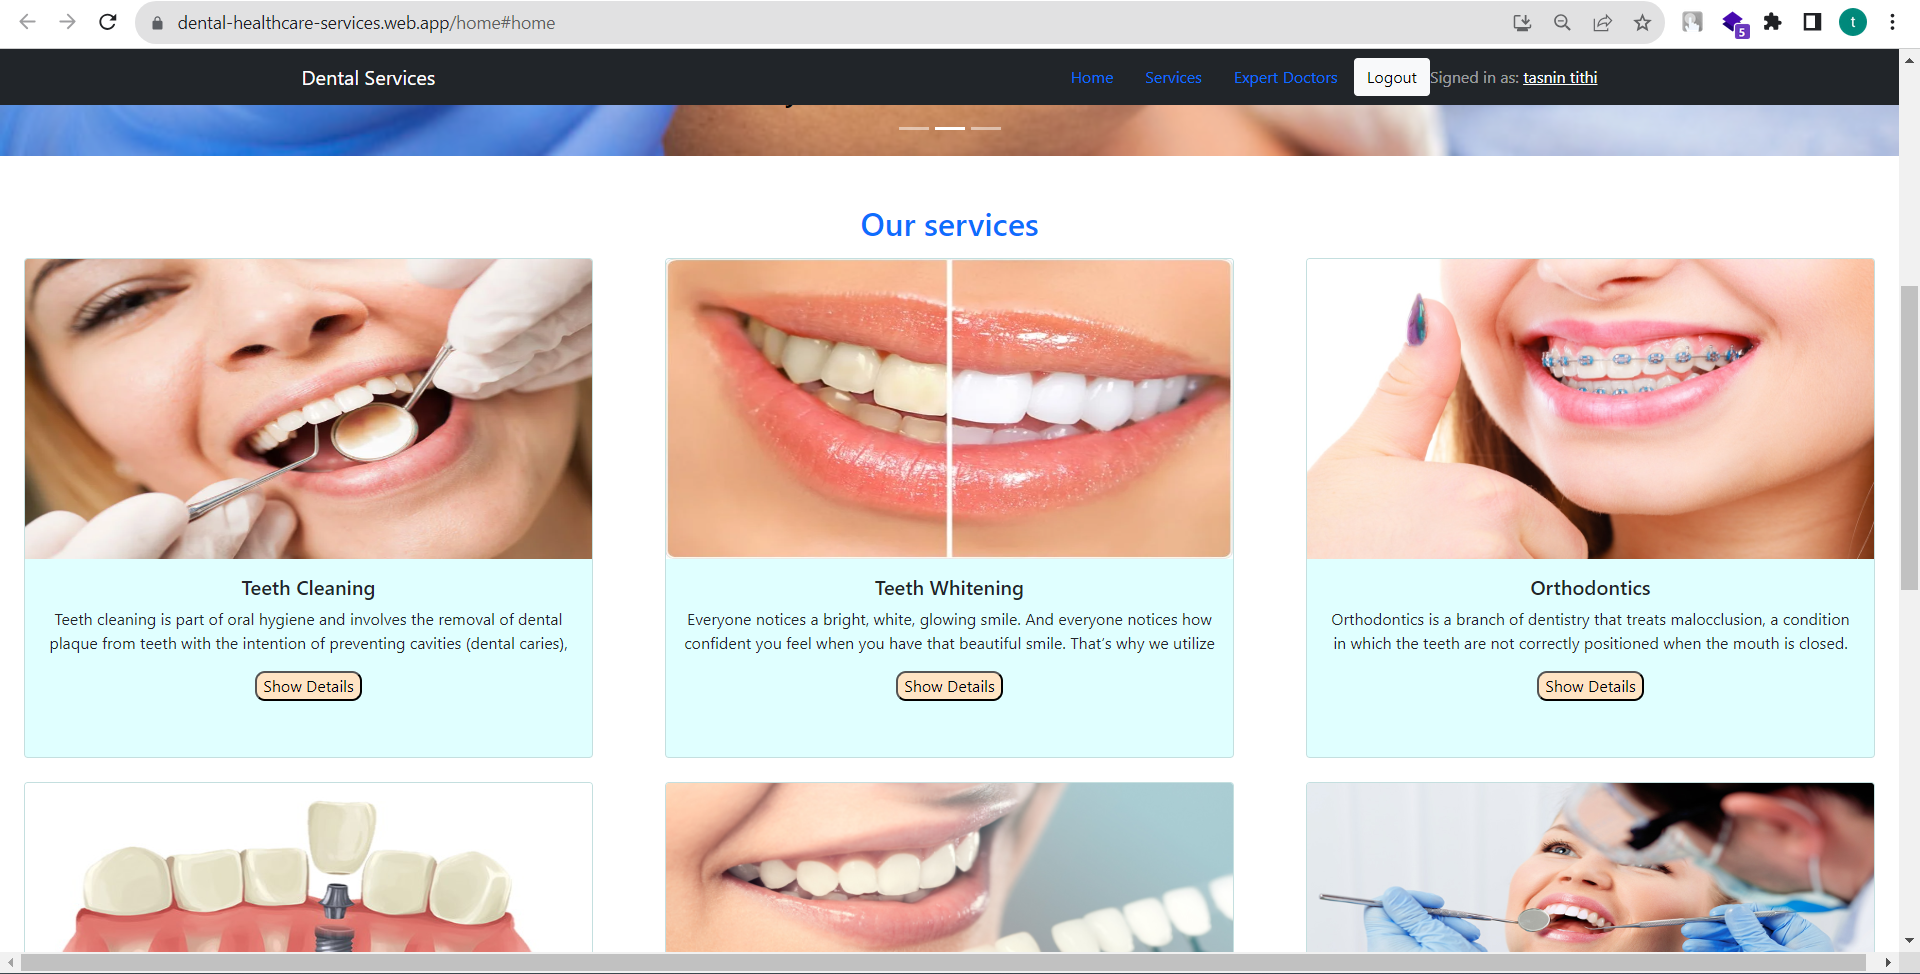 dental-healthcare-services.web.app/home#home
5
t
Dental Services
Home
Services
Expert Doctors
Logout
Signed in as: tasnin tithi
Our services
Teeth Cleaning
Teeth cleaning is part of oral hygiene and involves the removal of dental
plaque from teeth with the intention of preventing cavities (dental caries),
Show Details
Teeth Whitening
Everyone notices a bright, white, glowing smile. And everyone notices how
confident you feel when you have that beautiful smile. That’s why we utilize
Show Details
Orthodontics
Orthodontics is a branch of dentistry that treats malocclusion, a condition
in which the teeth are not correctly positioned when the mouth is closed.
Show Details